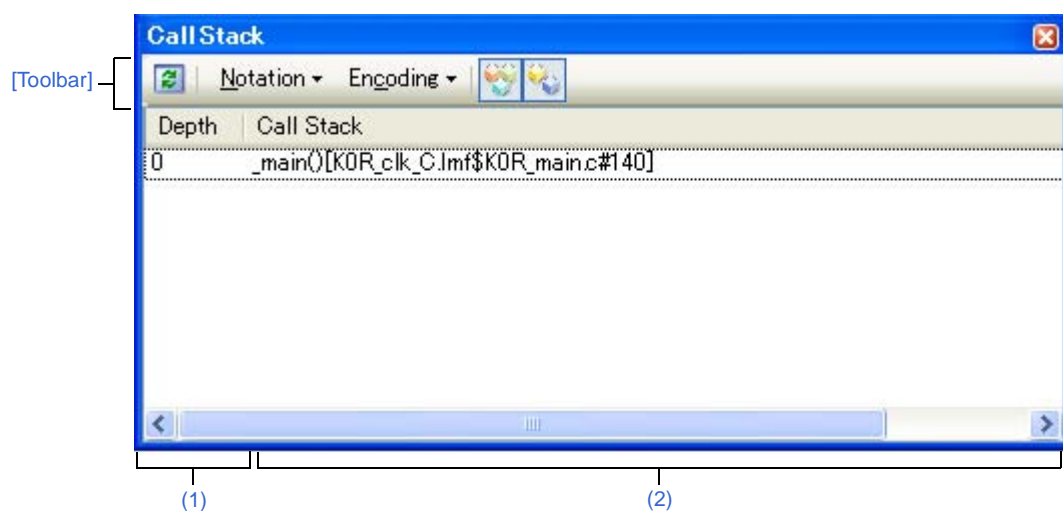 Call Stack
[Toolbar]
Notation Encoding
Depth Call Stack
0 _main()[K0R_clk_C.lmf$K0R_main.c#140]
(1) (2)